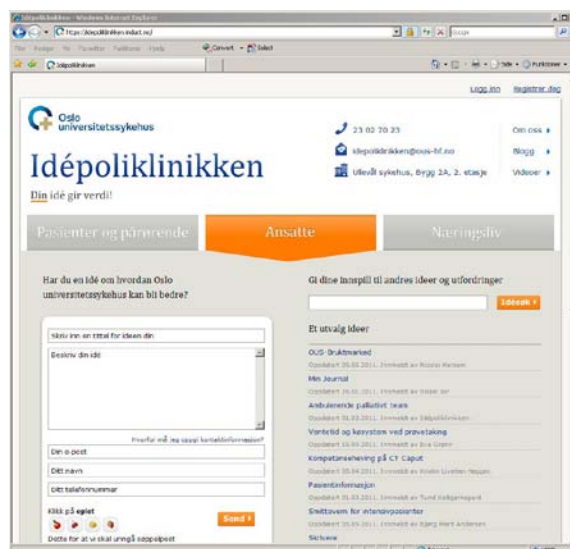 Idépoliklinikken - Windows Internet Explorer
https://idepoliklinikken.induct.no/
Convert
Select
Idépoliklinikken
Side
Funksjoner
Logg inn
Registrer deg
Oslo
universitetssykehus
Idépoliklinikken
Din idé gir verdi!
23 02 70 23
idepoliklinikken@ous-hf.no
Ullevål sykehus, Bygg 2A, 2. etasje
Om oss
Blogg
Videoer
Pasienter og pårørende
Ansatte
Næringsliv
Har du en idé om hvordan Oslo
universitetssykehus kan bli bedre?
Skriv inn en tittel for ideen din
Beskriv din idé
Hvorfor må jeg oppgi kontaktinformasjon?
Din e-post
Ditt navn
Ditt telefonnummer
Klikk på eplet
Send
Dette for at vi skal unngå søppelpost
Gi dine innspill til andres ideer og utfordringer
Idésøk
Et utvalg ideer
OUS-Bruktmarked
Min Journal
Ambulerende palliativt team
Ventetid og køsystem ved prøvetaking
Kompetanseheving på CT Caput
Pasientinformasjon
Smittevern for intensivpasienter
Skilsvev